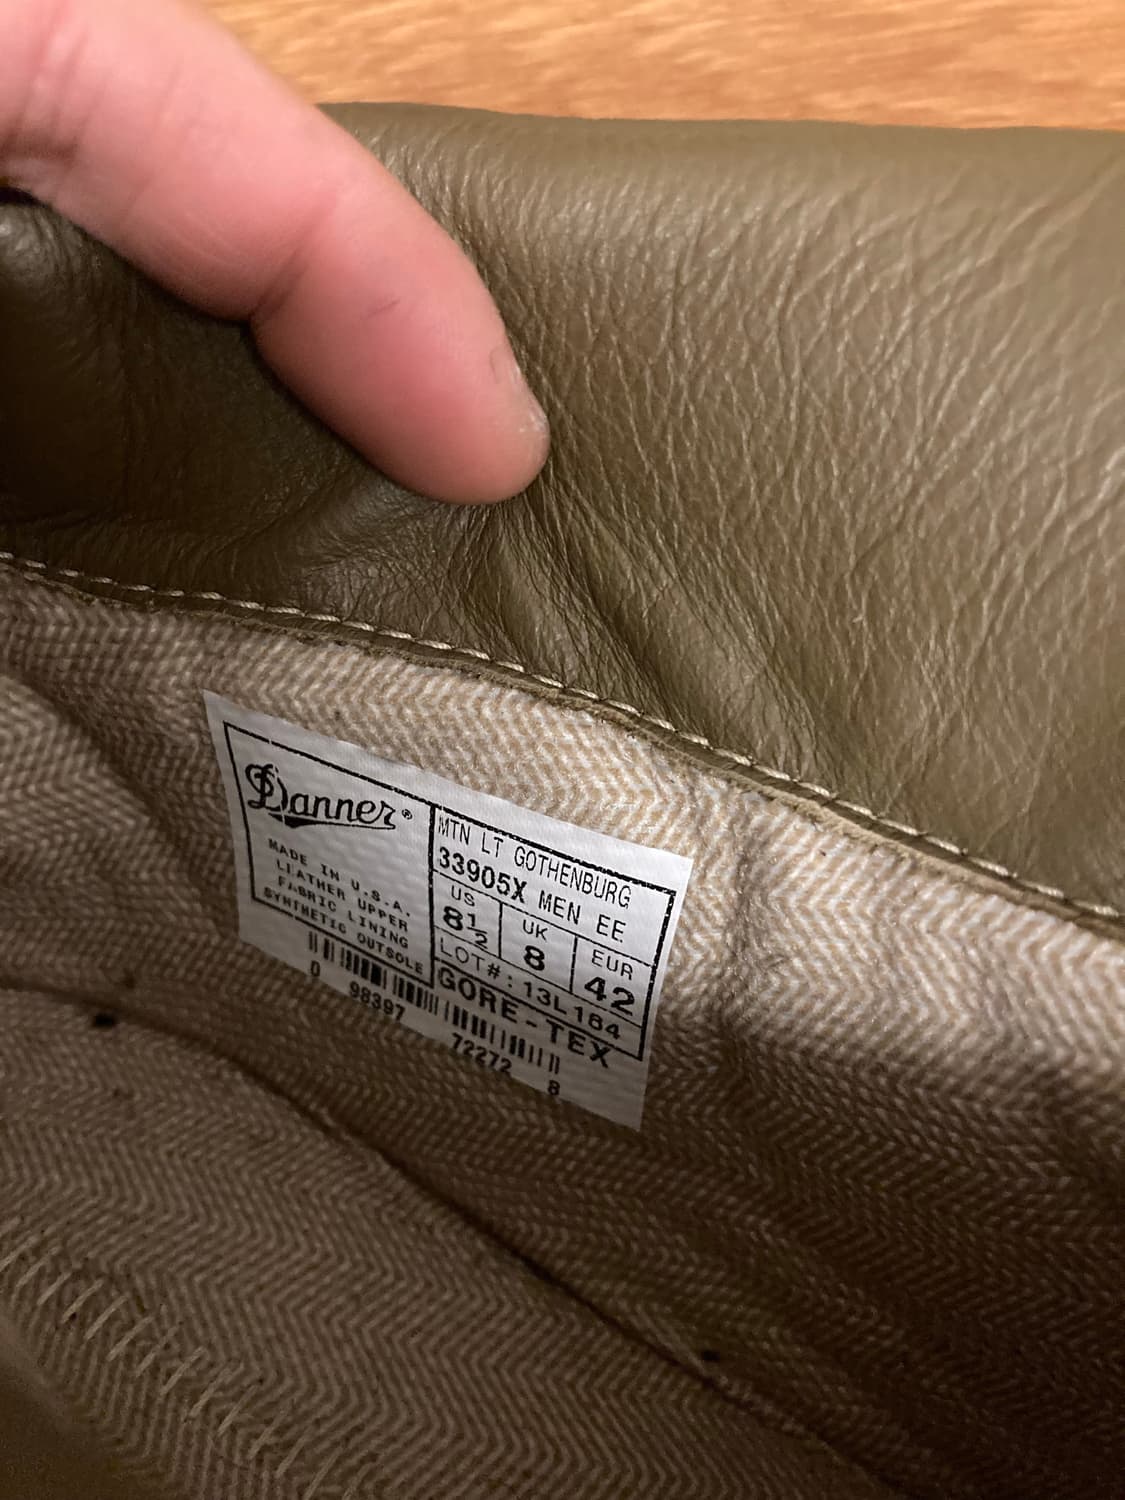 Danner®
MADE IN U.S.A.
LEATHER UPPER
FABRIC LINING
SYNTHETIC OUTSOLE
MTN LT GOTHENBURG
33905X MEN EE
US UK EUR
8½ 8 42
LOT#:13L164
GORE-TEX
0 98397 72272 8